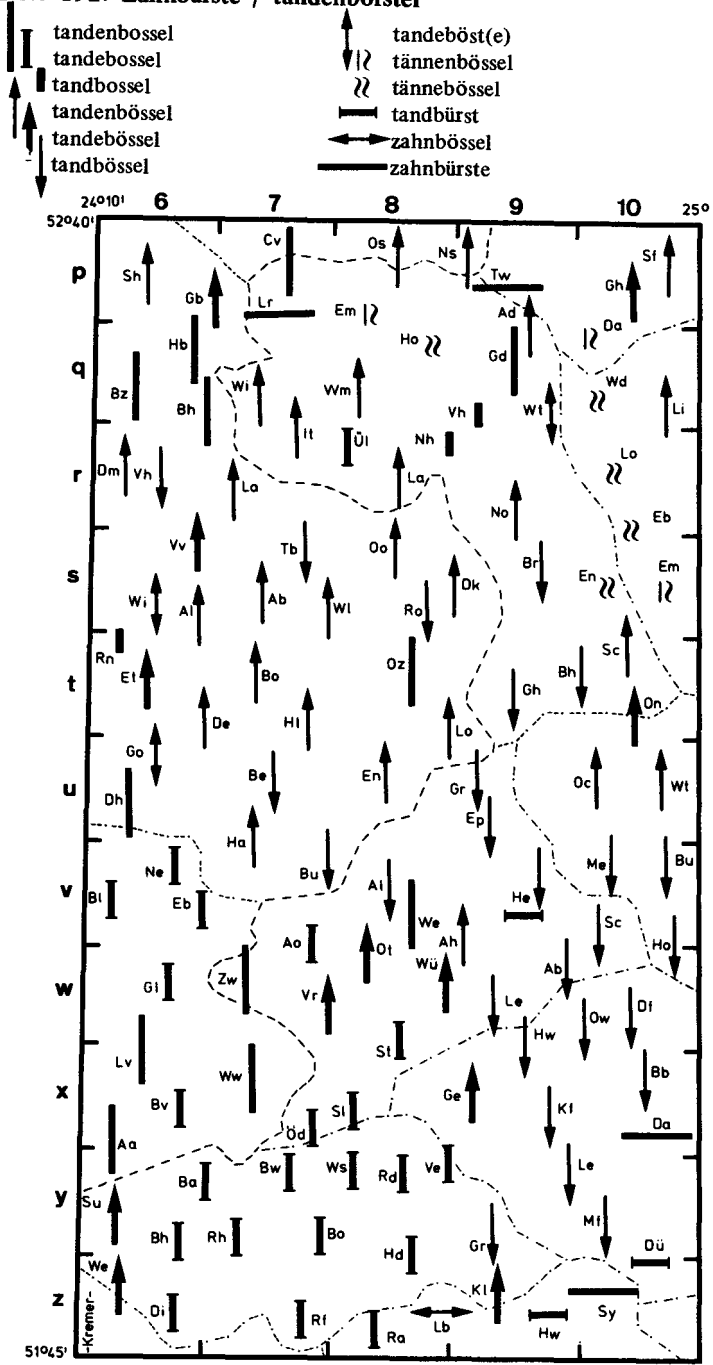 Zahnbürste / tandenborstel
tandenbossel
tandebossel
tandbossel
tandenbössel
tandebössel
tandbössel
tandeböst(e)
tännenbössel
tännebössel
tandbürst
zahnbössel
zahnbürste
24°10' 6 7 8 9 10 25°
52°40'
p
Sh Gb Cv Os Ns Tw Gh Sf
Lr Em Ho Ad Da
q
Hb Bz Bh Wi It Wm Ül Vh Nh Gd Wt Wd Li
r
Dm Vh La La No Lo Eb
s
Vv Wi Al Tb Ab Wl Oo Ro Dk Br En Em
t
Rn Et De Bo Hl Oz Lo Gh Bh Sc On
u
Go Dh Be Ha En Gr Ep Oc Wt
v
Bl Ne Eb Bu Al We He Me Bu
Ao Ot Ah Sc Ho
w
Gl Zw Vr Wü Le Ab Ow Df
St Hw
x
Lv Bv Ww Öd Sl Ge Kf Bb
Aa Da
y
Su Ba Bw Ws Rd Ve Le
Bh Rh Bo Hd Gr Mf Dü
z
We Di Rf Ra Lb Kl Hw Sy
-Kremer-
51°45'